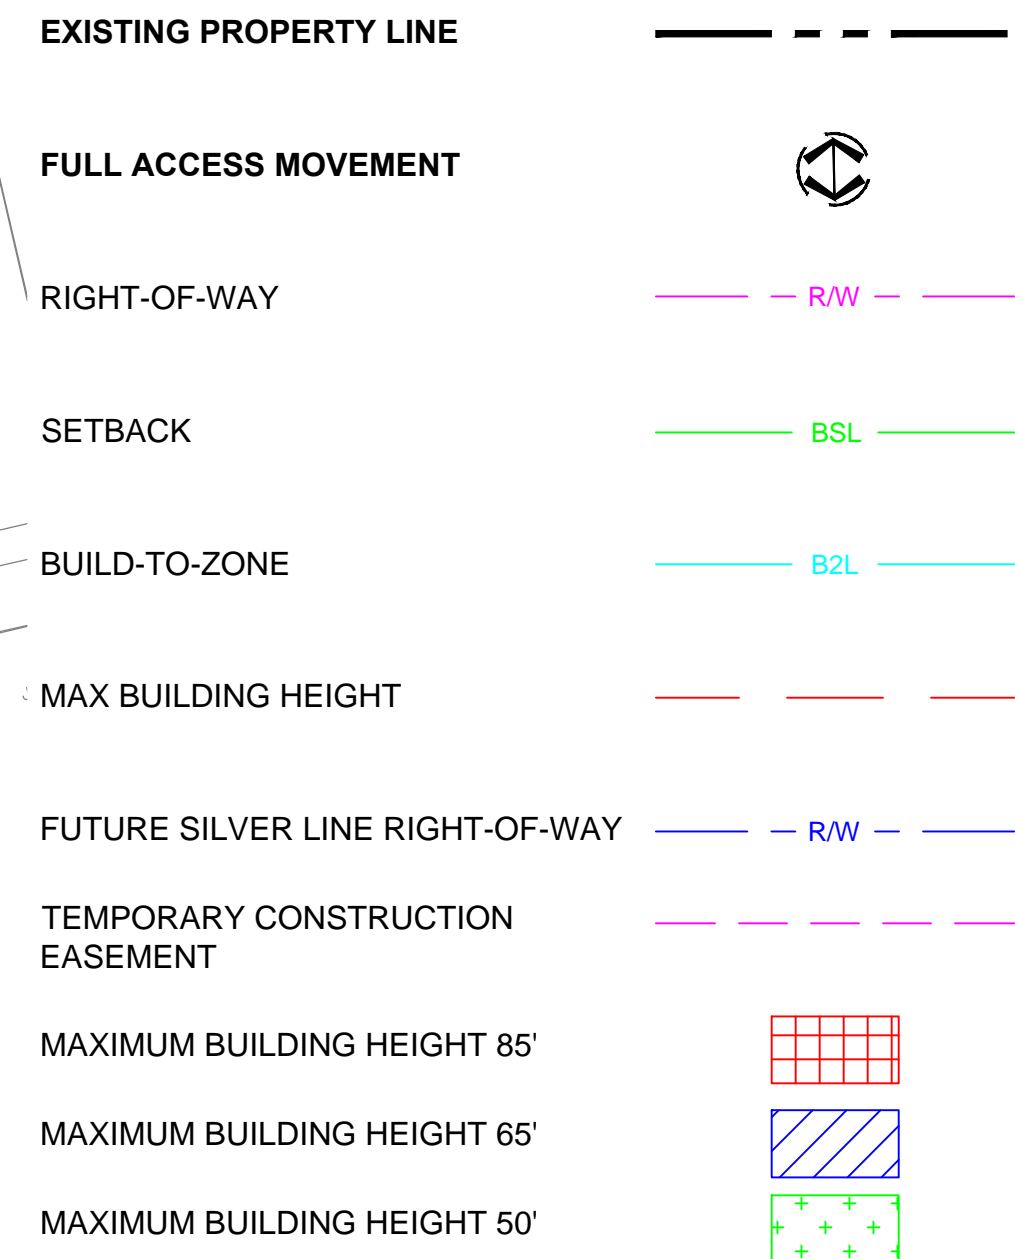 EXISTING PROPERTY LINE
FULL ACCESS MOVEMENT
RIGHT-OF-WAY R/W
SETBACK BSL
BUILD-TO-ZONE B2L
MAX BUILDING HEIGHT
FUTURE SILVER LINE RIGHT-OF-WAY R/W
TEMPORARY CONSTRUCTION
EASEMENT
MAXIMUM BUILDING HEIGHT 85'
MAXIMUM BUILDING HEIGHT 65'
MAXIMUM BUILDING HEIGHT 50'